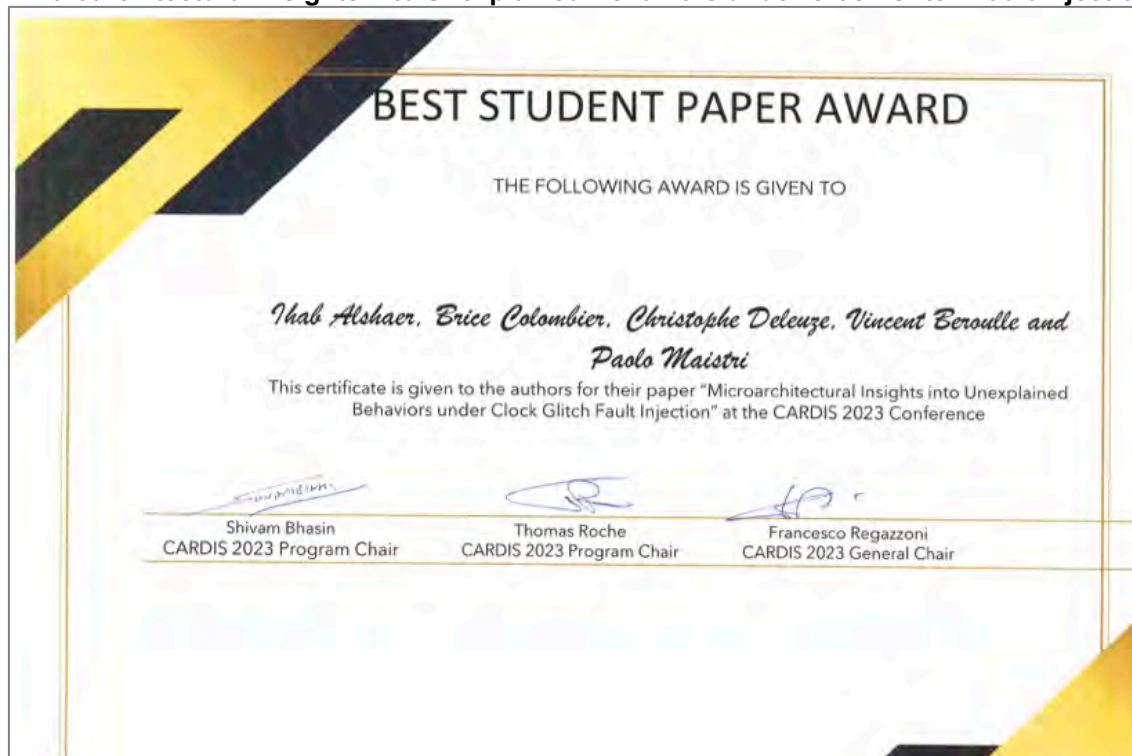 BEST STUDENT PAPER AWARD
THE FOLLOWING AWARD IS GIVEN TO
Ihab Alshaer, Brice Colombier, Christophe Deleuze, Vincent Beroulle and
Paolo Maistri
This certificate is given to the authors for their paper “Microarchitectural Insights into Unexplained
Behaviors under Clock Glitch Fault Injection” at the CARDIS 2023 Conference
Shivam Bhasin
CARDIS 2023 Program Chair
Thomas Roche
CARDIS 2023 Program Chair
Francesco Regazzoni
CARDIS 2023 General Chair